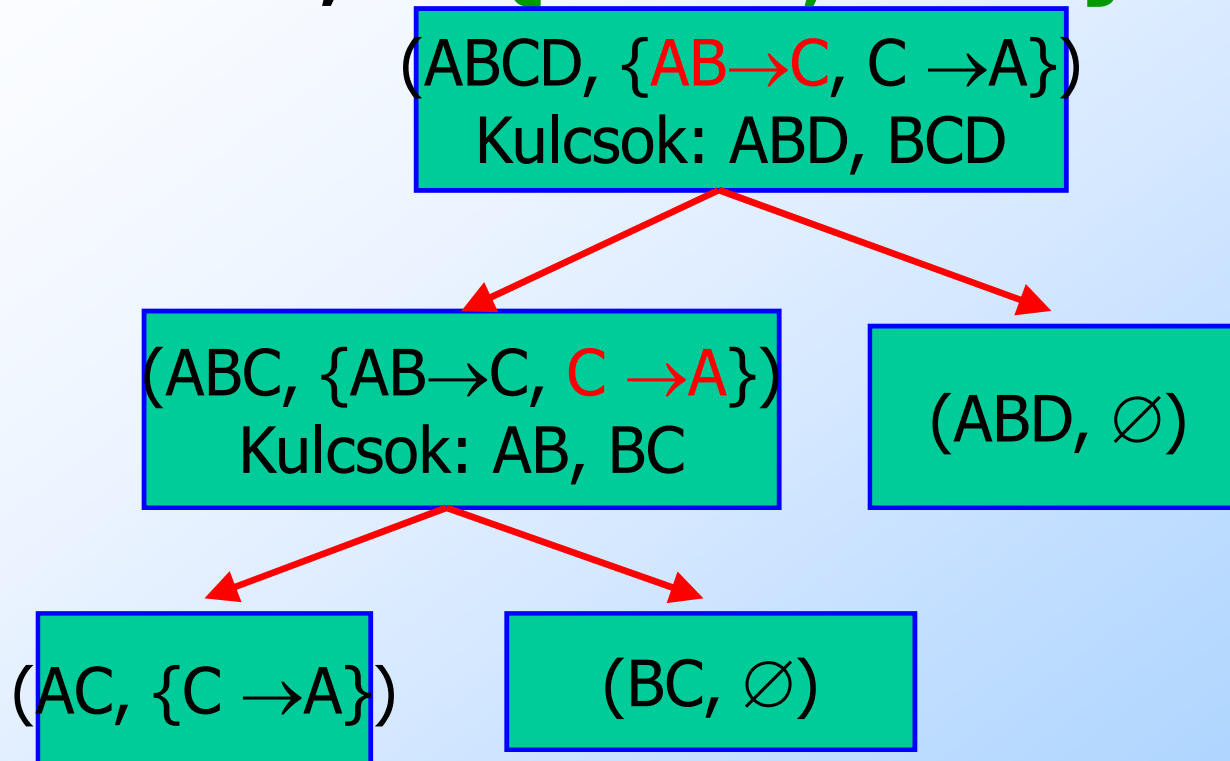 (ABCD, {AB→C, C →A})
Kulcsok: ABD, BCD
(ABC, {AB→C, C →A})
Kulcsok: AB, BC
(ABD, ∅)
(AC, {C →A})
(BC, ∅)